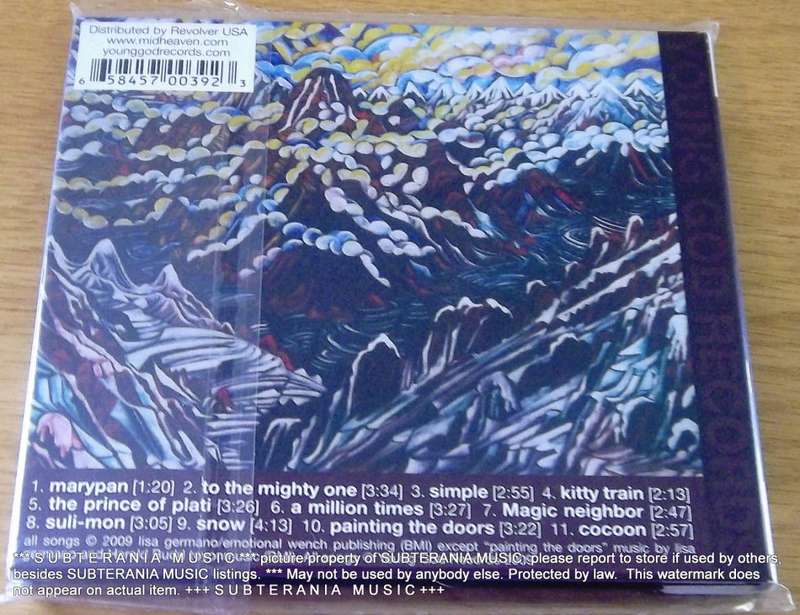 Distributed by Revolver USA
www.midheaven.com
younggodrecords.com
6 58457 00392 3
YOUNG GOD RECORDS
1. marypan [1:20] 2. to the mighty one [3:34] 3. simple [2:55] 4. kitty train [2:13]
5. the prince of plati [3:26] 6. a million times [3:27] 7. Magic neighbor [2:47]
8. suli-mon [3:05] 9. snow [4:13] 10. painting the doors [3:22] 11. cocoon [2:57]
all songs © 2009 lisa germano/emotional wench publishing (BMI) except "painting the doors" music by lisa
*** S U B T E R A N I A M U S I C *** picture/property of SUBTERANIA MUSIC, please report to store if used by others,
besides SUBTERANIA MUSIC listings. *** May not be used by anybody else. Protected by law. This watermark does
not appear on actual item. +++ S U B T E R A N I A M U S I C +++